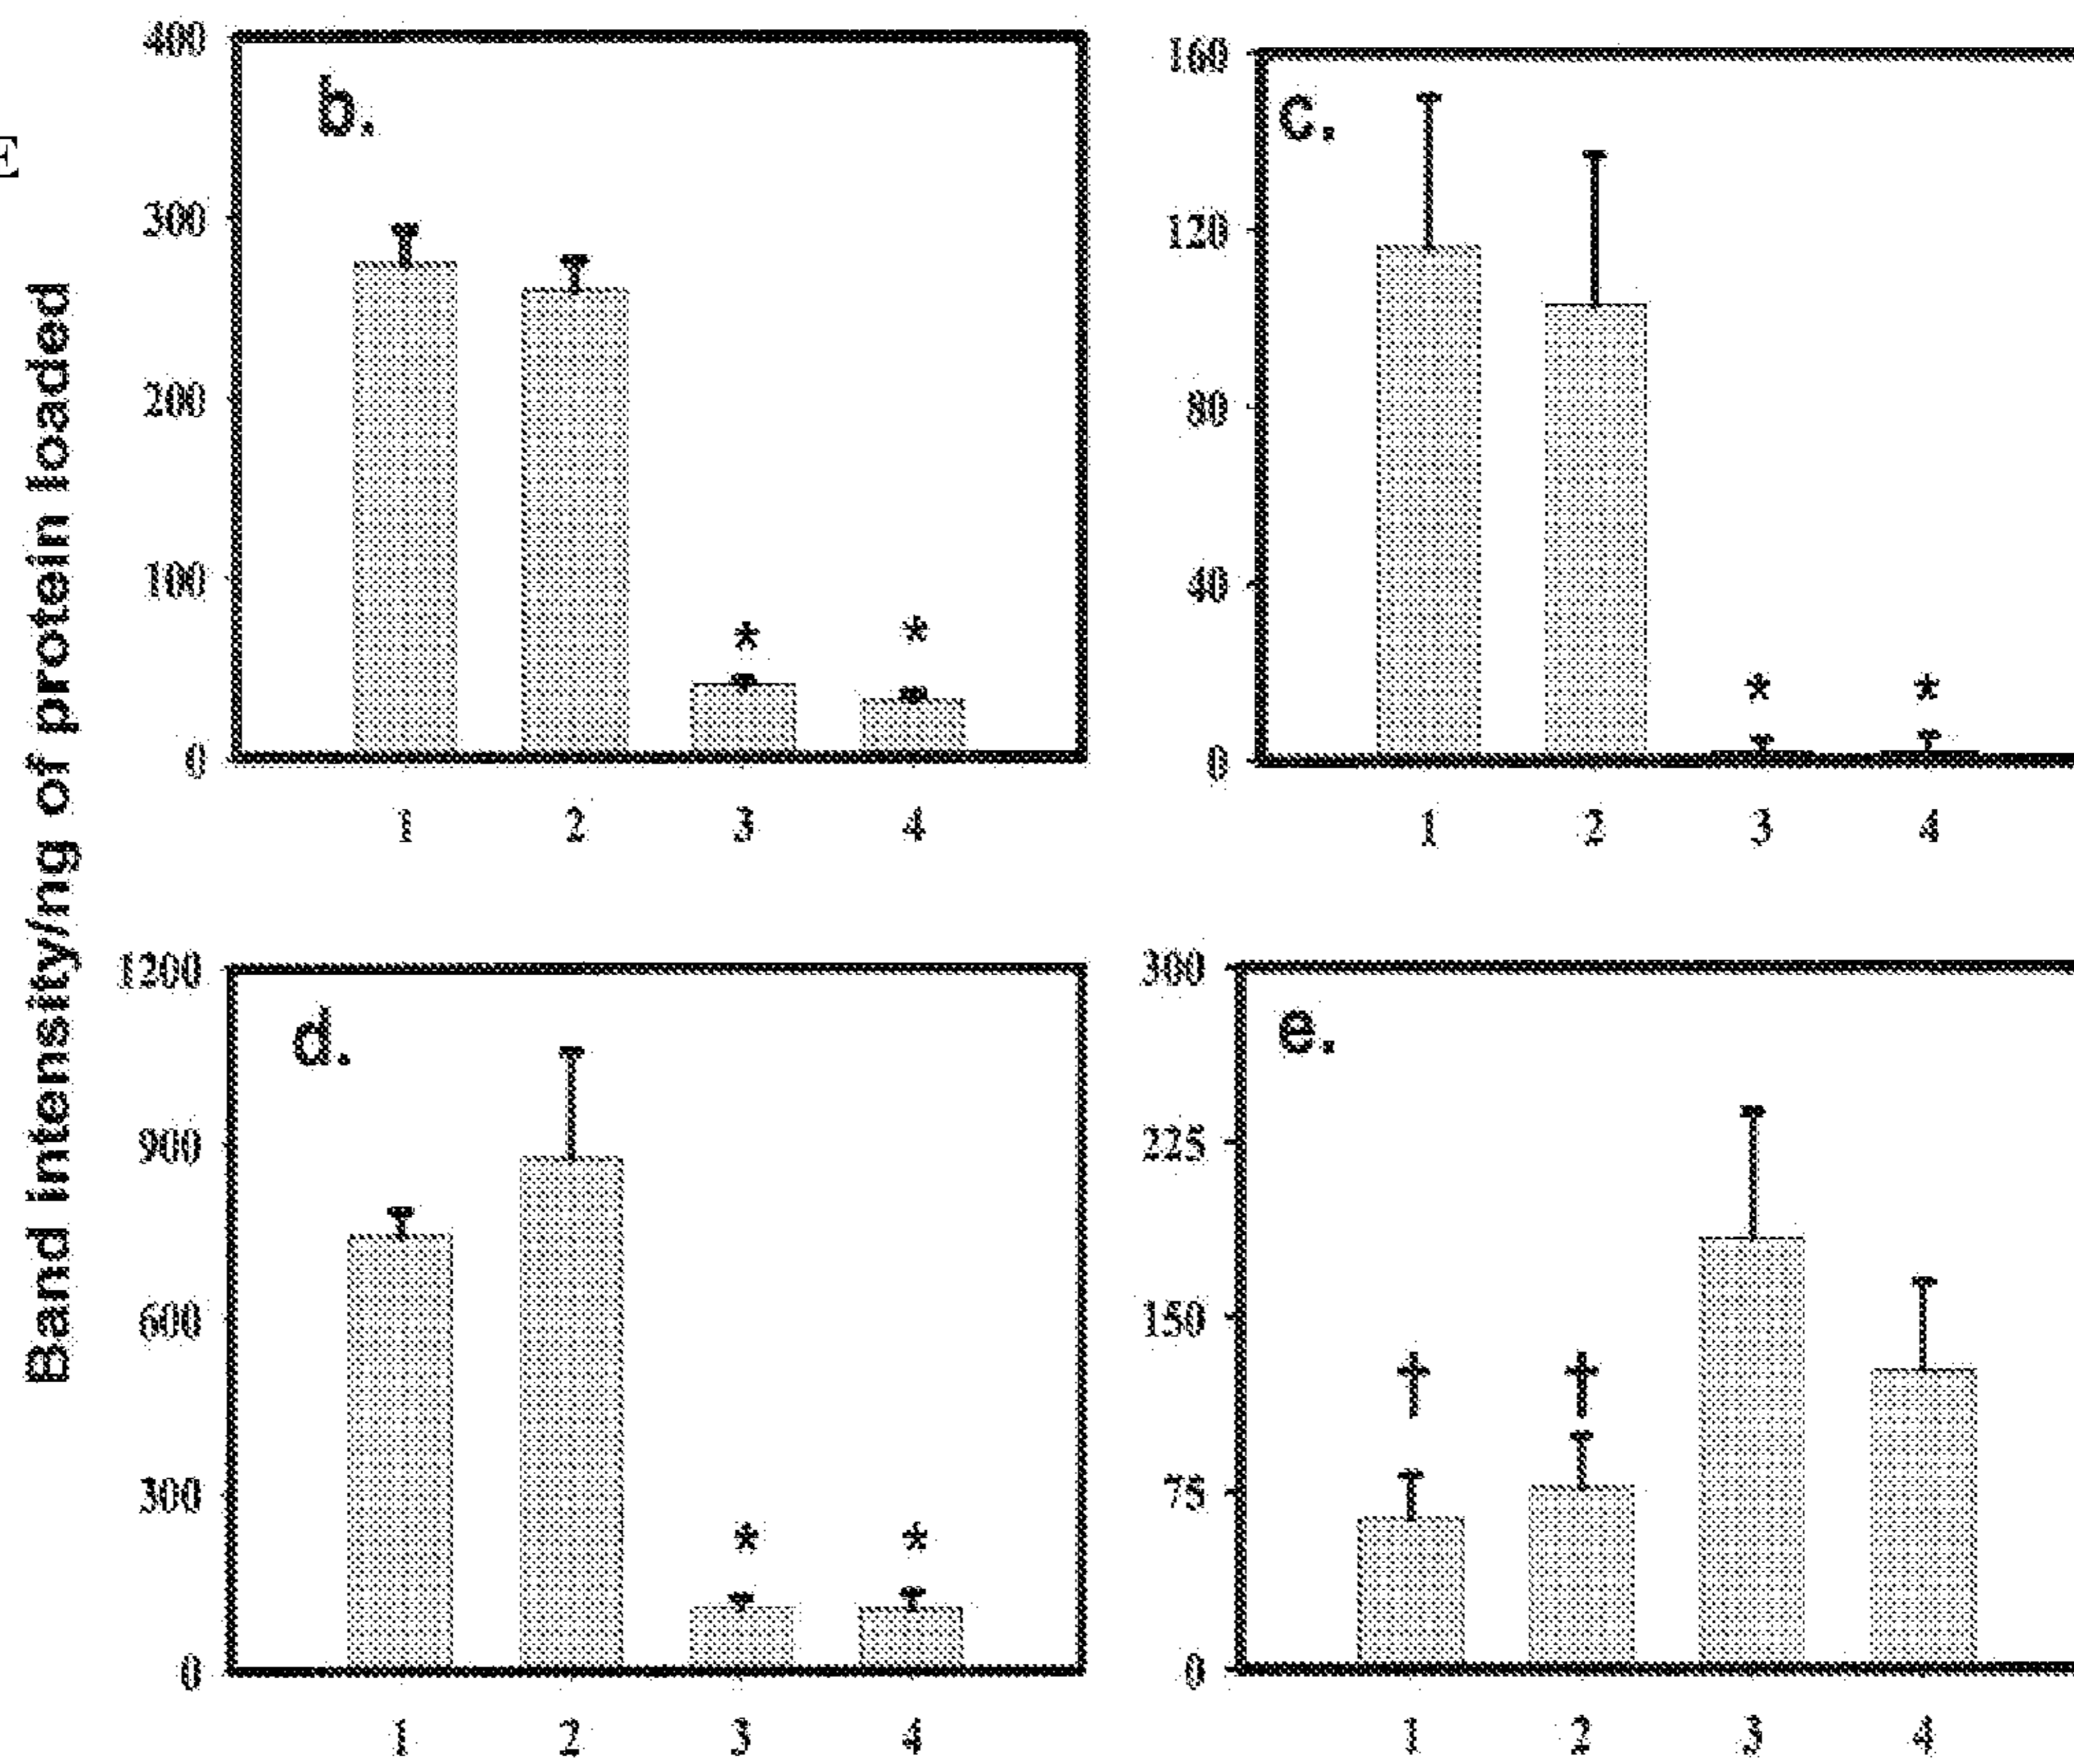 E
Band intensity/ng of protein loaded
b.
400
300
200
100
0
*
*
1 2 3 4
c.
160
120
80
40
0
*
*
1 2 3 4
d.
1200
900
600
300
0
*
*
1 2 3 4
e.
300
225
150
75
0
†
†
1 2 3 4